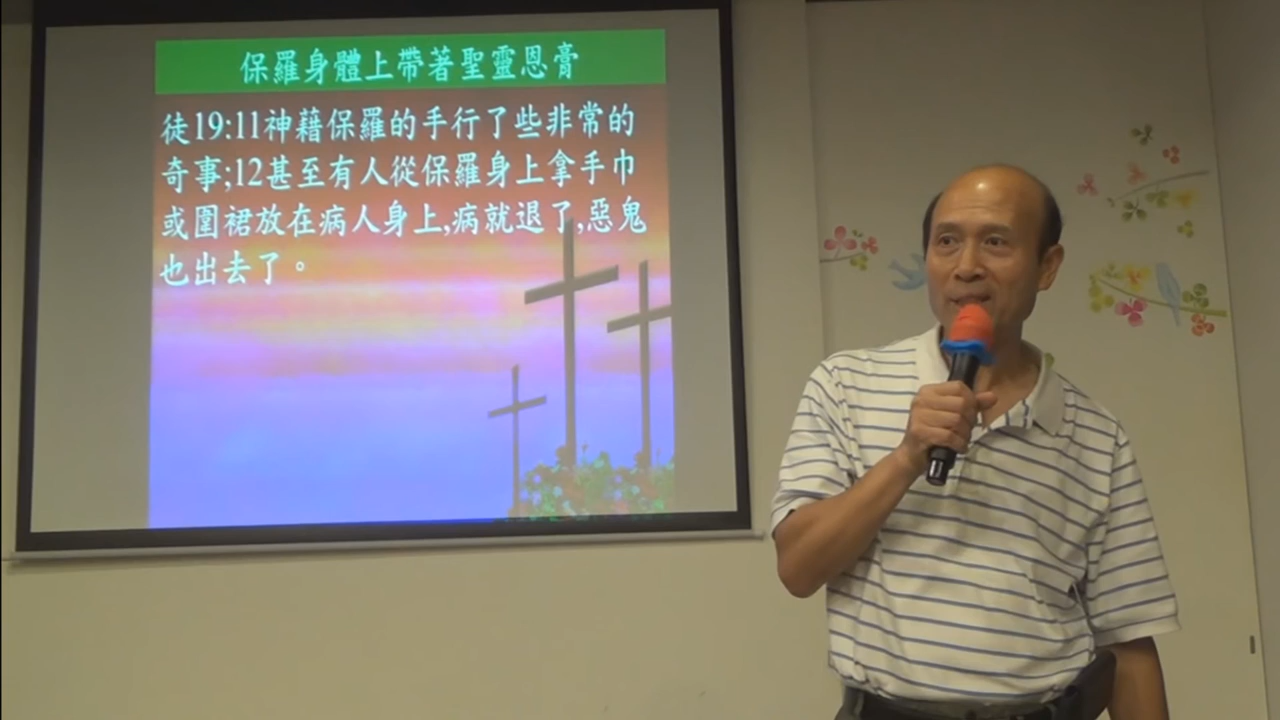 保羅身體上帶著聖靈恩膏
徒19:11神藉保羅的手行了些非常的
奇事;12甚至有人從保羅身上拿手巾
或圍裙放在病人身上,病就退了,惡鬼
也出去了。